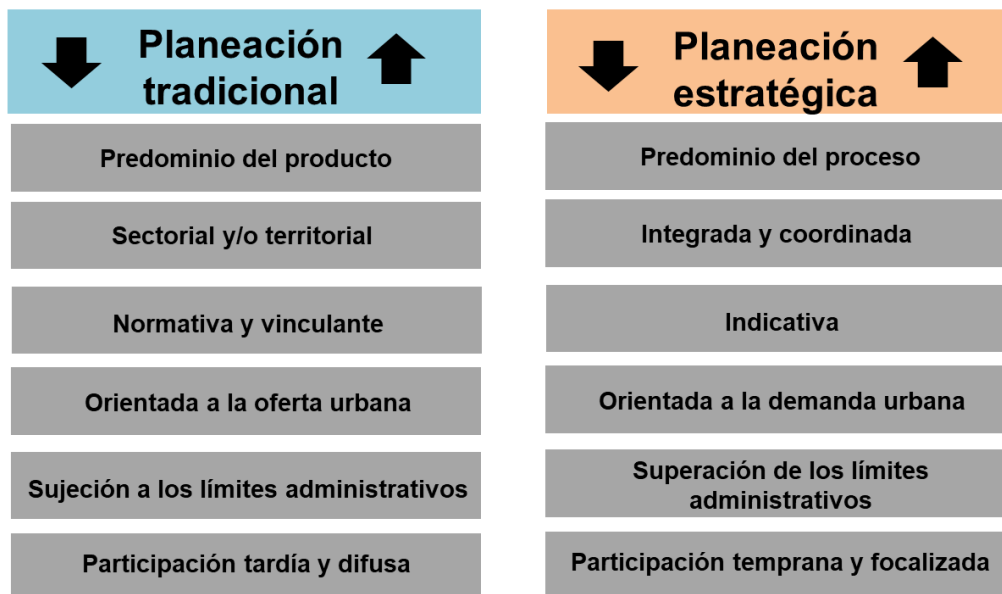 Planeación
tradicional
Predominio del producto
Sectorial y/o territorial
Normativa y vinculante
Orientada a la oferta urbana
Sujeción a los límites administrativos
Participación tardía y difusa
Planeación
estratégica
Predominio del proceso
Integrada y coordinada
Indicativa
Orientada a la demanda urbana
Superación de los límites
administrativos
Participación temprana y focalizada